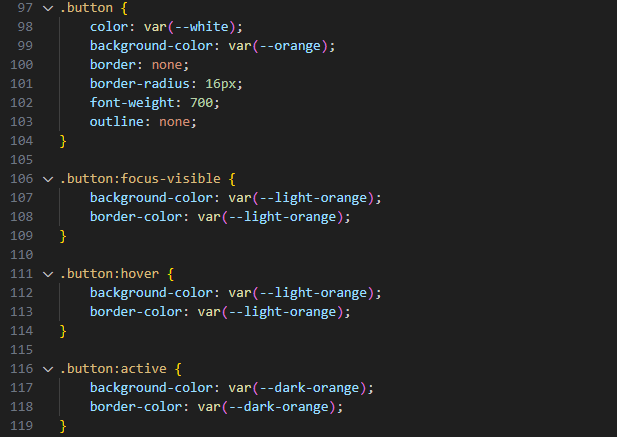 97 .button {
98 color: var(--white);
99 background-color: var(--orange);
100 border: none;
101 border-radius: 16px;
102 font-weight: 700;
103 outline: none;
104 }
105
106 .button:focus-visible {
107 background-color: var(--light-orange);
108 border-color: var(--light-orange);
109 }
110
111 .button:hover {
112 background-color: var(--light-orange);
113 border-color: var(--light-orange);
114 }
115
116 .button:active {
117 background-color: var(--dark-orange);
118 border-color: var(--dark-orange);
119 }